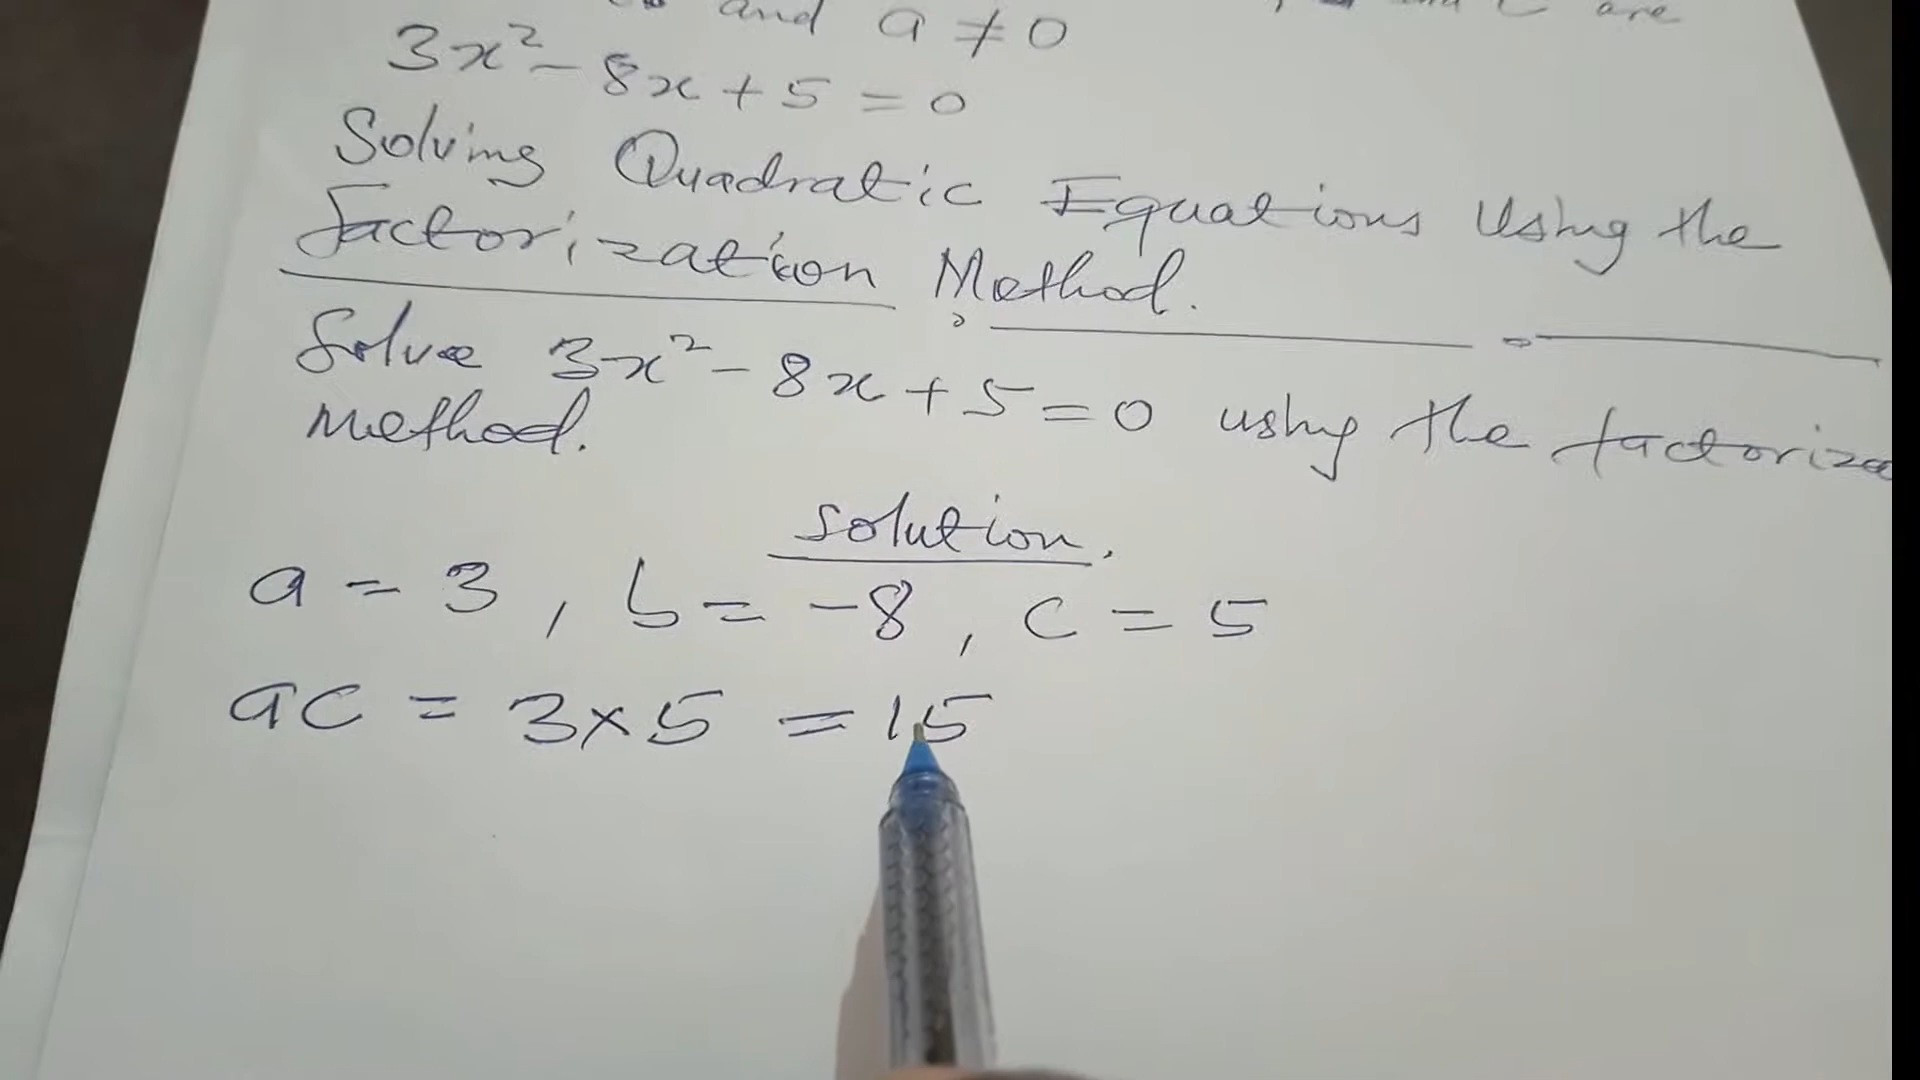 and a ≠ 0 are
3x² - 8x + 5 = 0
Solving Quadratic Equations Using the
Factorization Method.
Solve 3x² - 8x + 5 = 0 using the factoriza
method.
solution.
a = 3, b = -8, c = 5
ac = 3×5 = 15